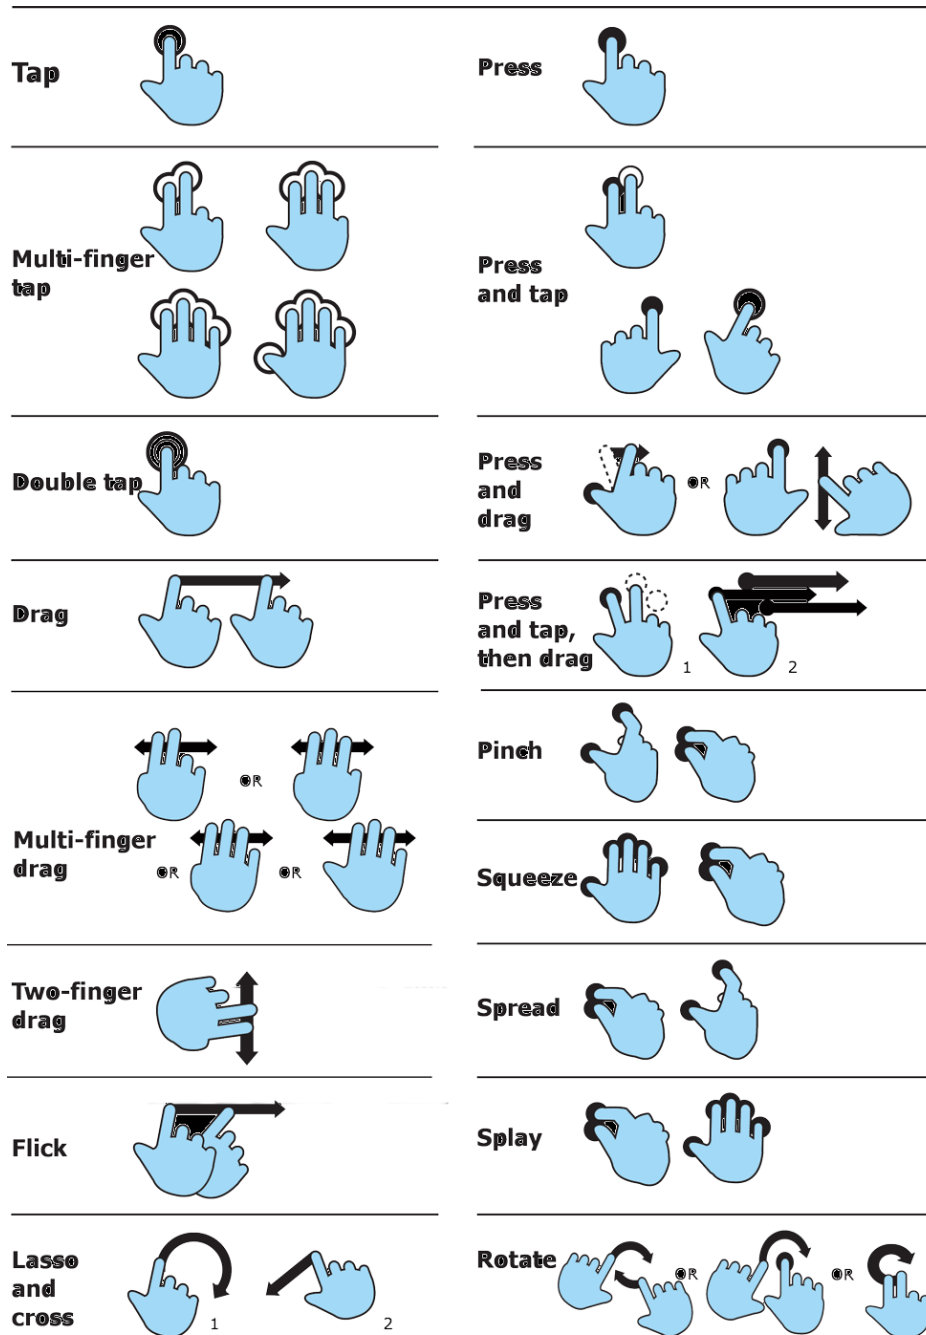 Tap
Press
Multi-finger
tap
Press
and tap
Double tap
Press
and
drag
OR
Drag
Press
and tap,
then drag
1
2
Multi-finger
drag
OR
OR
OR
Pinch
Squeeze
Two-finger
drag
Spread
Flick
Splay
Lasso
and
cross
1
2
Rotate
OR
OR